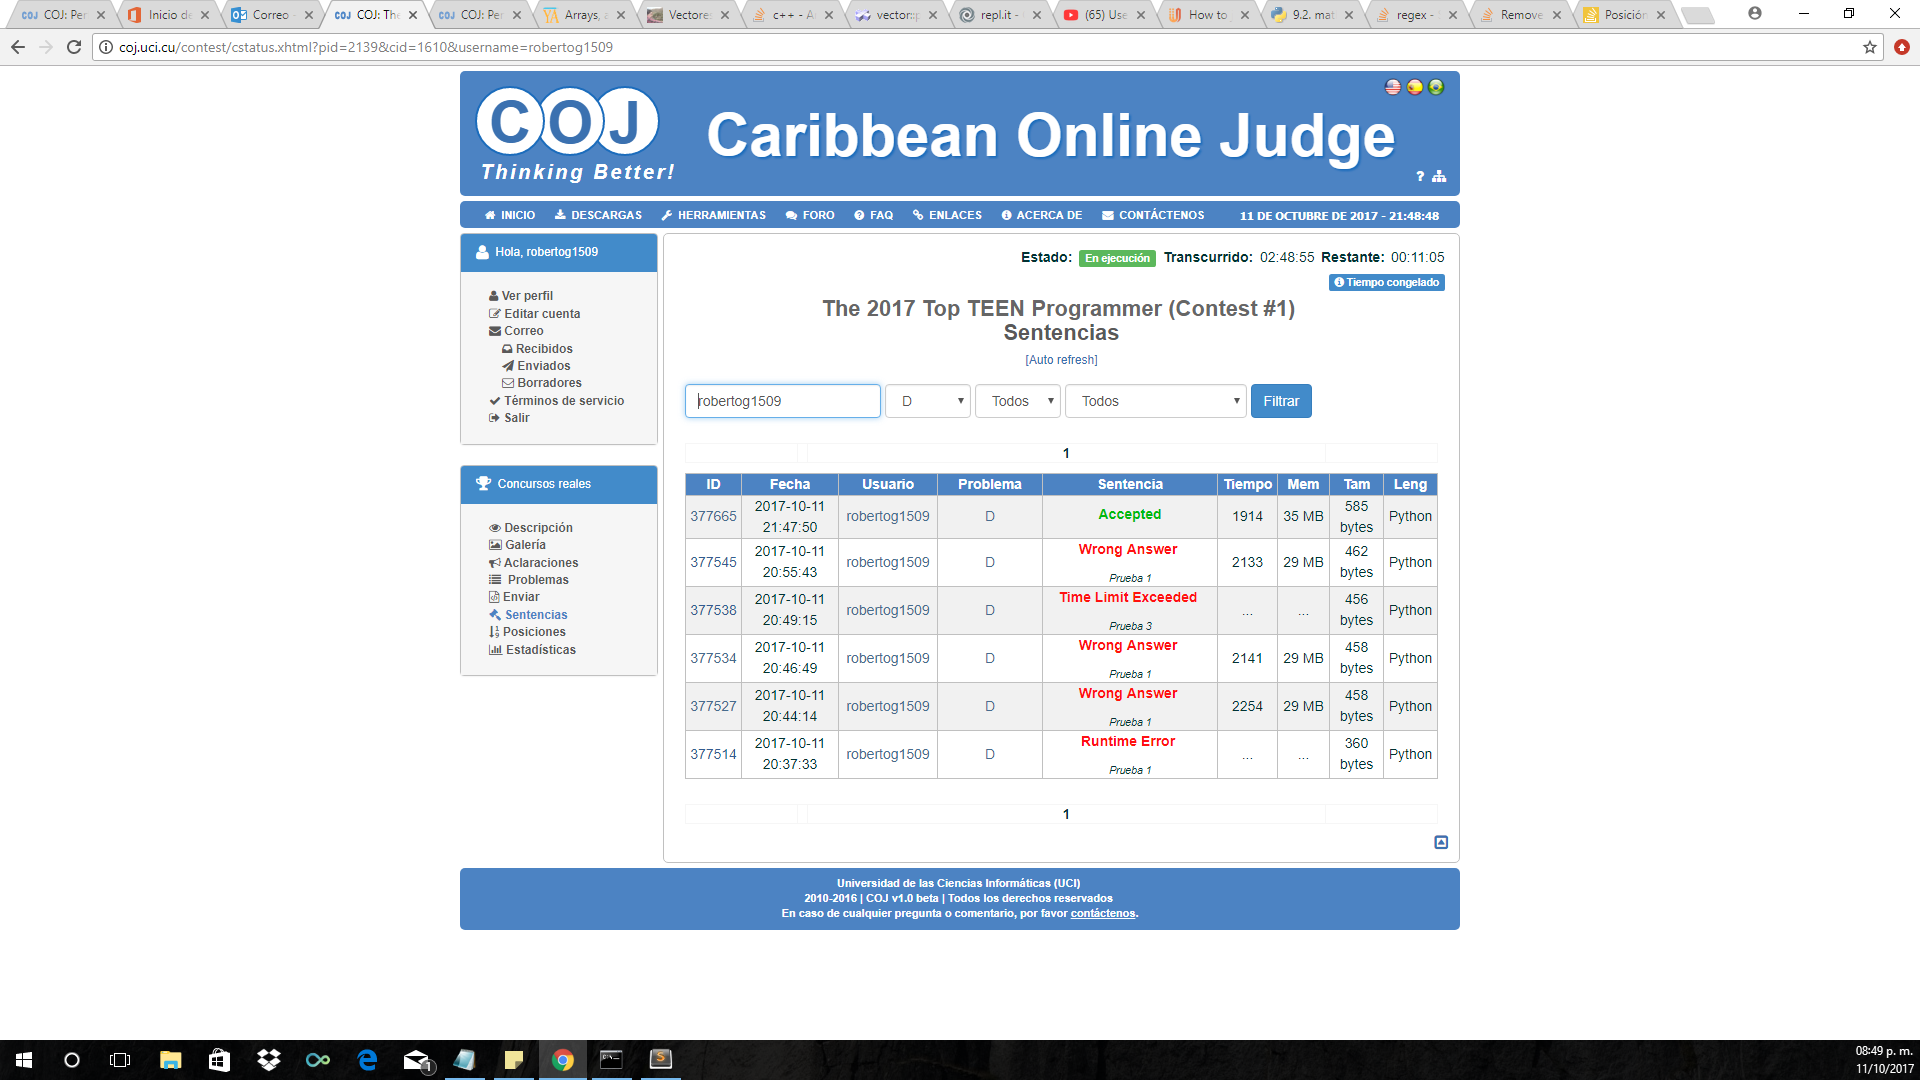 COJ: Per
Inicio de
Correo
COJ: The
COJ: Per
Arrays, a
Vectores
c++ - A
vector::p
repl.it -
(65) Use
How to
9.2. mat
regex -
Remove
Posición
coj.uci.cu/contest/cstatus.xhtml?pid=2139&cid=1610&username=robertog1509
COJ
Thinking Better!
Caribbean Online Judge
?
INICIO DESCARGAS HERRAMIENTAS FORO FAQ ENLACES ACERCA DE CONTÁCTENOS 11 DE OCTUBRE DE 2017 - 21:48:48
Hola, robertog1509
Ver perfil
Editar cuenta
Correo
Recibidos
Enviados
Borradores
Términos de servicio
Salir
Concursos reales
Descripción
Galería
Aclaraciones
Problemas
Enviar
Sentencias
Posiciones
Estadísticas
Estado: En ejecución Transcurrido: 02:48:55 Restante: 00:11:05
Tiempo congelado
The 2017 Top TEEN Programmer (Contest #1)
Sentencias
[Auto refresh]
robertog1509 D Todos Todos Filtrar
1
ID Fecha Usuario Problema Sentencia Tiempo Mem Tam Leng
377665 2017-10-11 21:47:50 robertog1509 D Accepted 1914 35 MB 585 bytes Python
377545 2017-10-11 20:55:43 robertog1509 D Wrong Answer Prueba 1 2133 29 MB 462 bytes Python
377538 2017-10-11 20:49:15 robertog1509 D Time Limit Exceeded Prueba 3 ... ... 456 bytes Python
377534 2017-10-11 20:46:49 robertog1509 D Wrong Answer Prueba 1 2141 29 MB 458 bytes Python
377527 2017-10-11 20:44:14 robertog1509 D Wrong Answer Prueba 1 2254 29 MB 458 bytes Python
377514 2017-10-11 20:37:33 robertog1509 D Runtime Error Prueba 1 ... ... 360 bytes Python
1
Universidad de las Ciencias Informáticas (UCI)
2010-2016 | COJ v1.0 beta | Todos los derechos reservados
En caso de cualquier pregunta o comentario, por favor contáctenos.
1
08:49 p. m.
11/10/2017